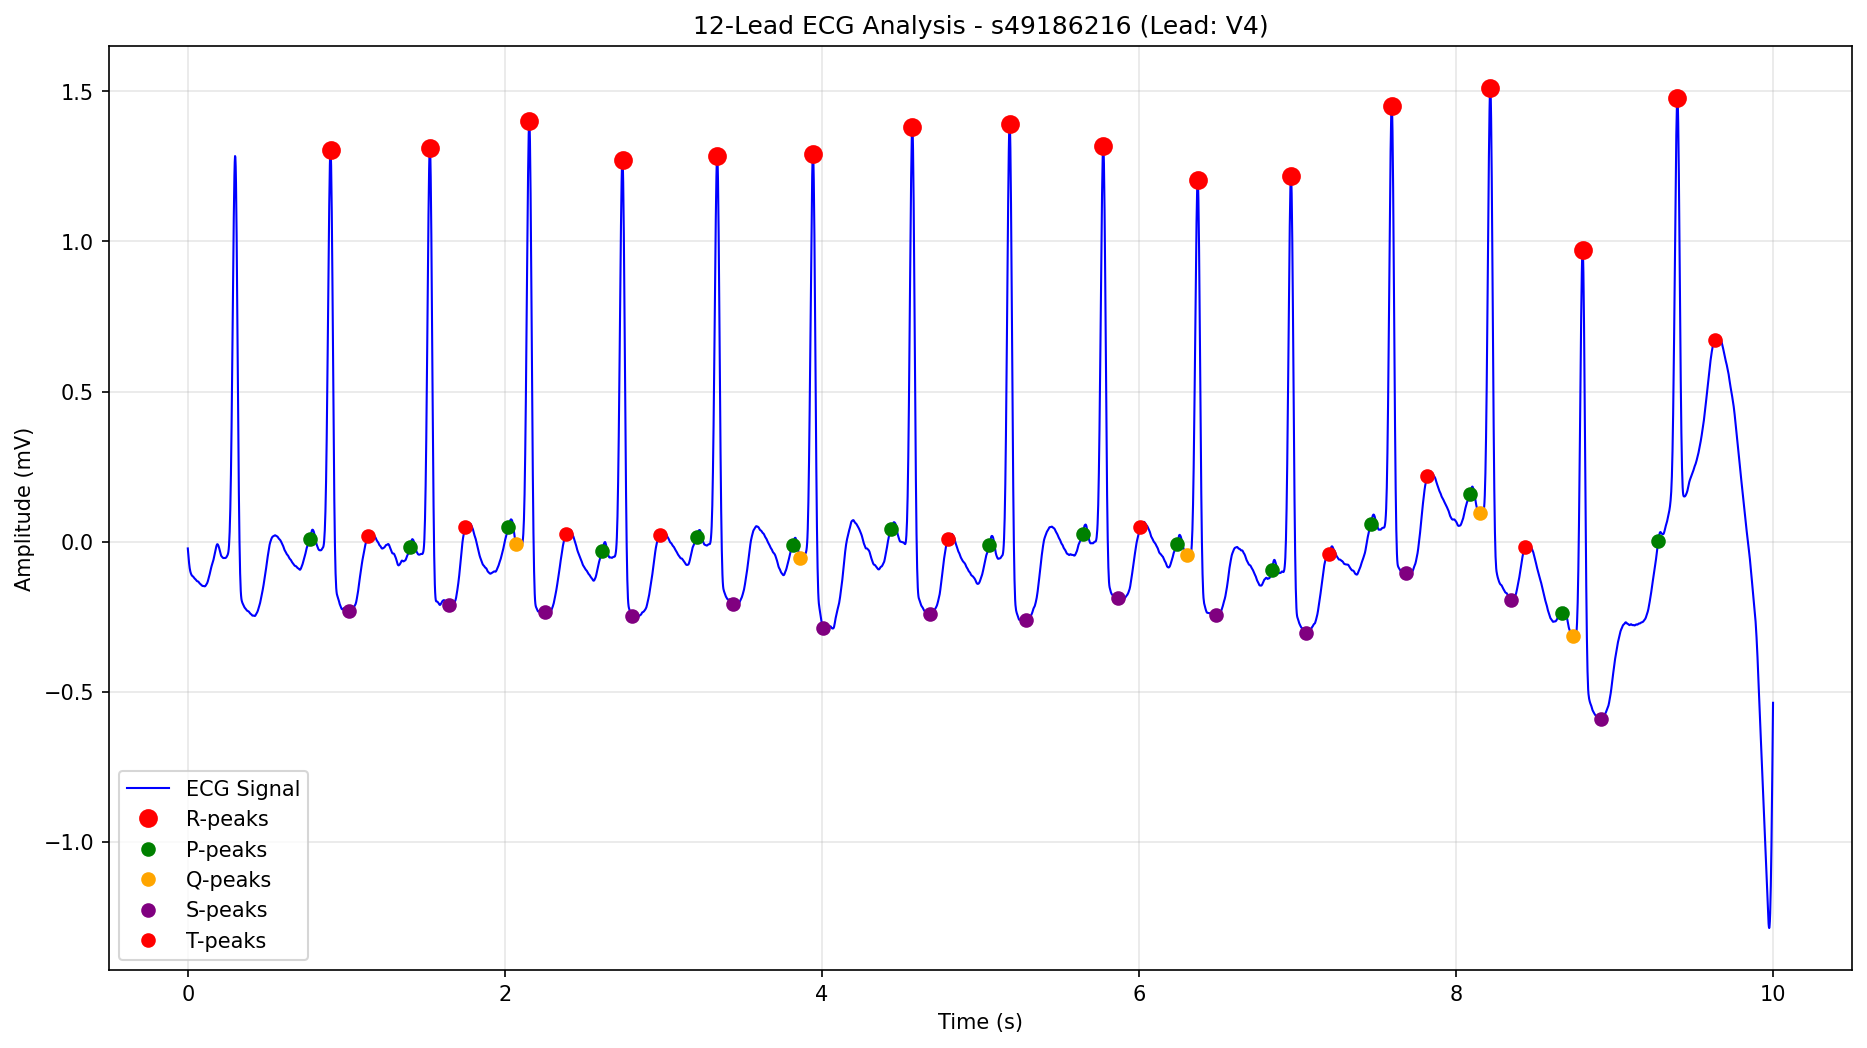 12-Lead ECG Analysis - s49186216 (Lead: V4)
Amplitude (mV)
1.5
1.0
0.5
0.0
−0.5
−1.0
ECG Signal
R-peaks
P-peaks
Q-peaks
S-peaks
T-peaks
0 2 4 6 8 10
Time (s)